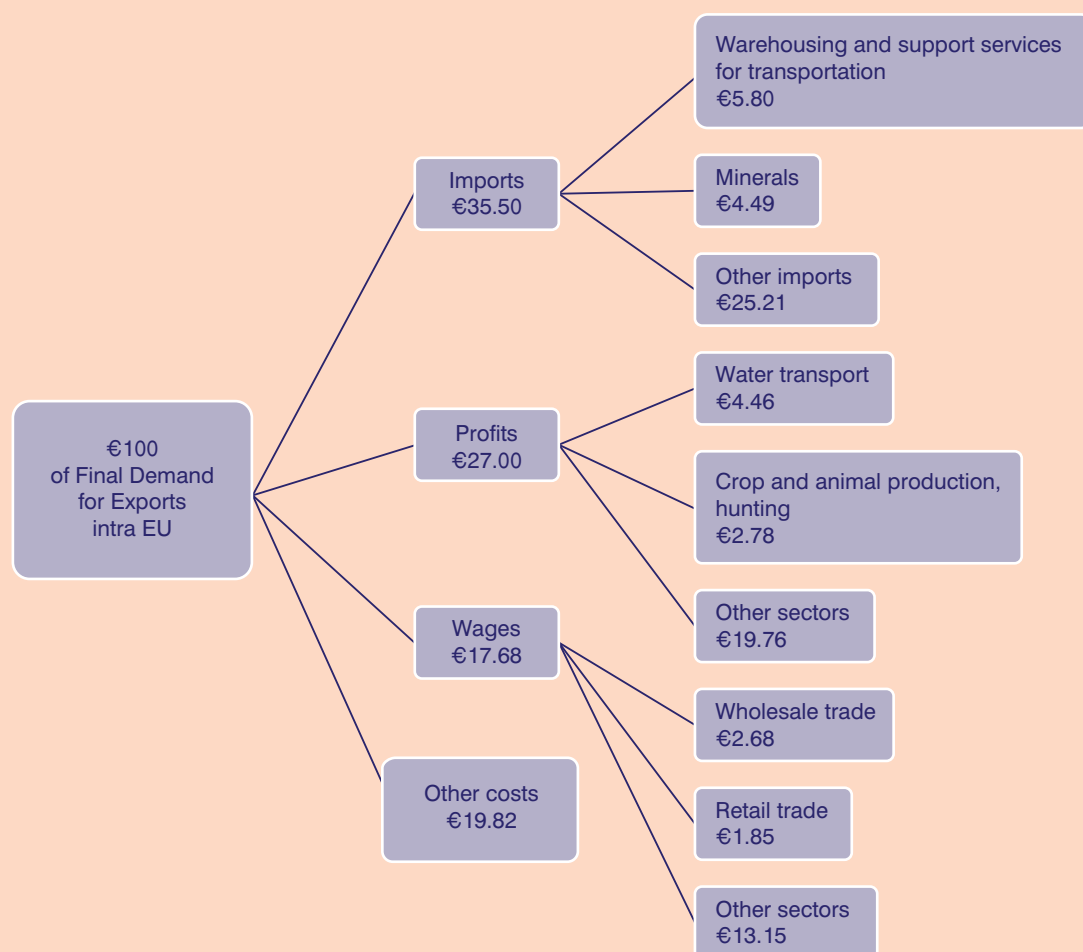 €100
of Final Demand
for Exports
intra EU
Imports
€35.50
Warehousing and support services
for transportation
€5.80
Minerals
€4.49
Other imports
€25.21
Profits
€27.00
Water transport
€4.46
Crop and animal production,
hunting
€2.78
Other sectors
€19.76
Wages
€17.68
Wholesale trade
€2.68
Retail trade
€1.85
Other sectors
€13.15
Other costs
€19.82